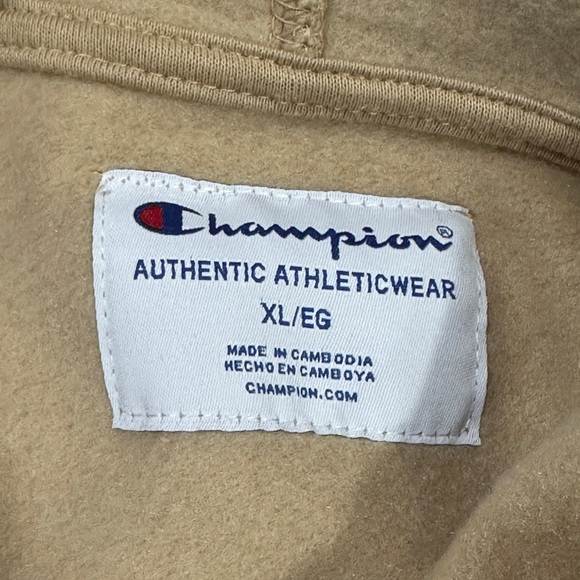 Champion®
AUTHENTIC ATHLETICWEAR
XL/EG
MADE IN CAMBODIA
HECHO EN CAMBOYA
CHAMPION.COM